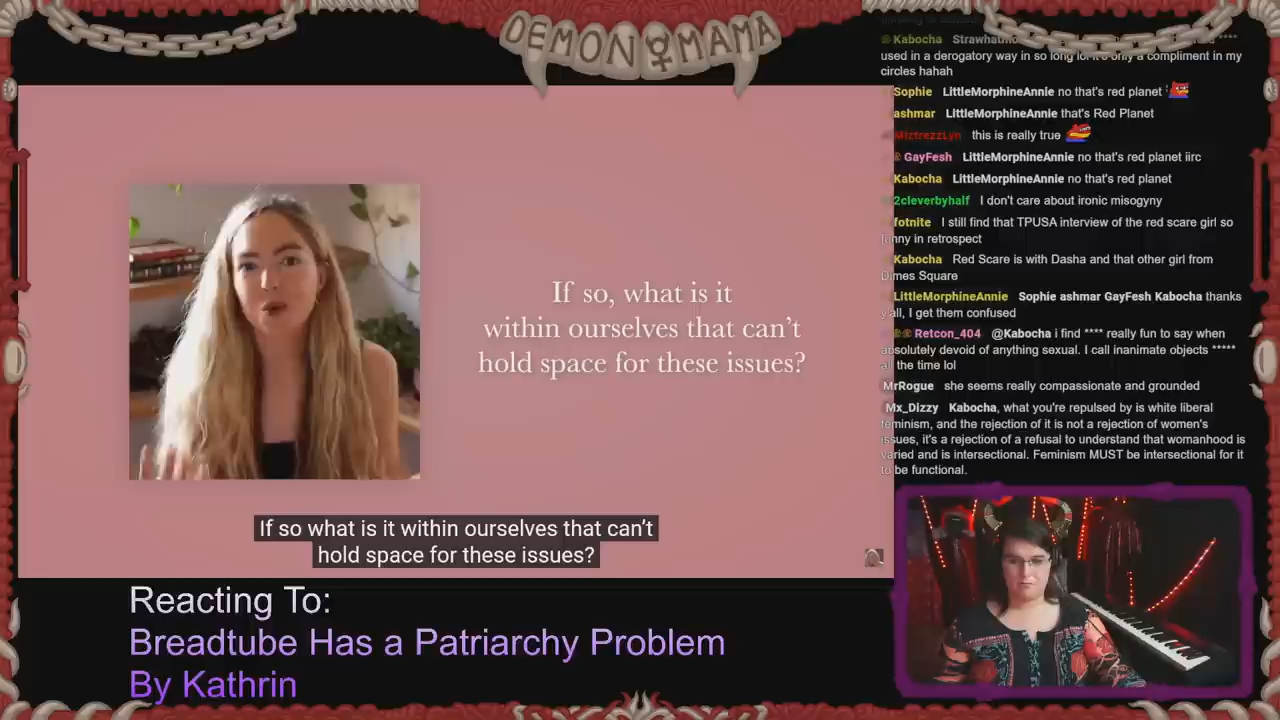 DEMON MAMA
If so, what is it
within ourselves that can't
hold space for these issues?
If so what is it within ourselves that can't
hold space for these issues?
Reacting To:
Breadtube Has a Patriarchy Problem
By Kathrin
Kabocha
used in a derogatory way in so long
a compliment in my
circles hahah
Sophie LittleMorphineAnnie no that's red planet
ashmar LittleMorphineAnnie that's Red Planet
MiztrezzLyn this is really true
GayFesh LittleMorphineAnnie no that's red planet iirc
Kabocha LittleMorphineAnnie no that's red planet
2cleverbyhalf I don't care about ironic misogyny
fotnite I still find that TPUSA interview of the red scare girl so
funny in retrospect
Kabocha Red Scare is with Dasha and that other girl from
Dimes Square
LittleMorphineAnnie Sophie ashmar GayFesh Kabocha thanks
y'all, I get them confused
Retcon_404 @Kabocha i find **** really fun to say when
absolutely devoid of anything sexual. I call inanimate objects *****
all the time lol
MrRogue she seems really compassionate and grounded
Mx_Dizzy Kabocha, what you're repulsed by is white liberal
feminism, and the rejection of it is not a rejection of women's
issues, it's a rejection of a refusal to understand that womanhood is
varied and is intersectional. Feminism MUST be intersectional for it
to be functional.